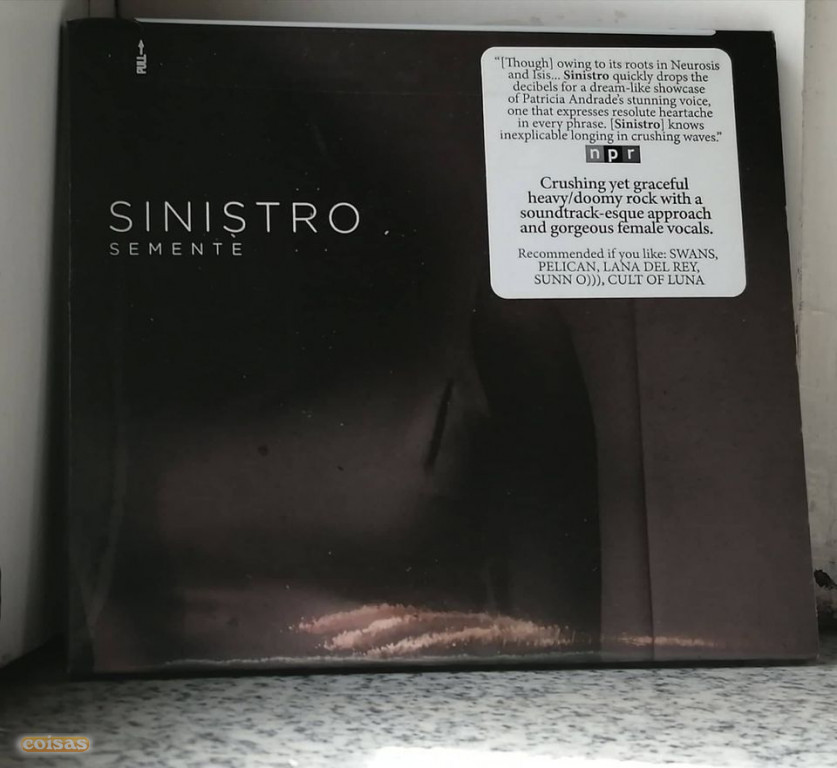 PULL
SINISTRO
SEMENTE
“[Though] owing to its roots in Neurosis
and Isis... Sinistro quickly drops the
decibels for a dream-like showcase
of Patrícia Andrade's stunning voice,
one that expresses resolute heartache
in every phrase. [Sinistro] knows
inexplicable longing in crushing waves.”
npr
Crushing yet graceful
heavy/doomy rock with a
soundtrack-esque approach
and gorgeous female vocals.
Recommended if you like: SWANS,
PELICAN, LANA DEL REY,
SUNN O))), CULT OF LUNA
coisas